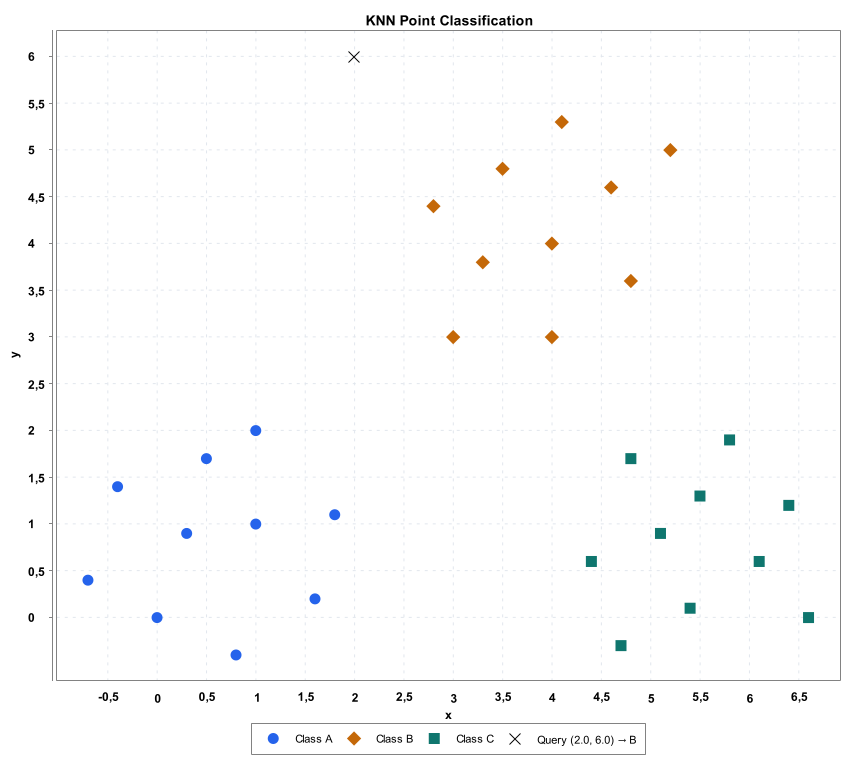 KNN Point Classification
6
5,5
5
4,5
4
3,5
3
2,5
2
1,5
1
0,5
0
y
-0,5 0 0,5 1 1,5 2 2,5 3 3,5 4 4,5 5 5,5 6 6,5
x
Class A Class B Class C Query (2.0, 6.0) → B